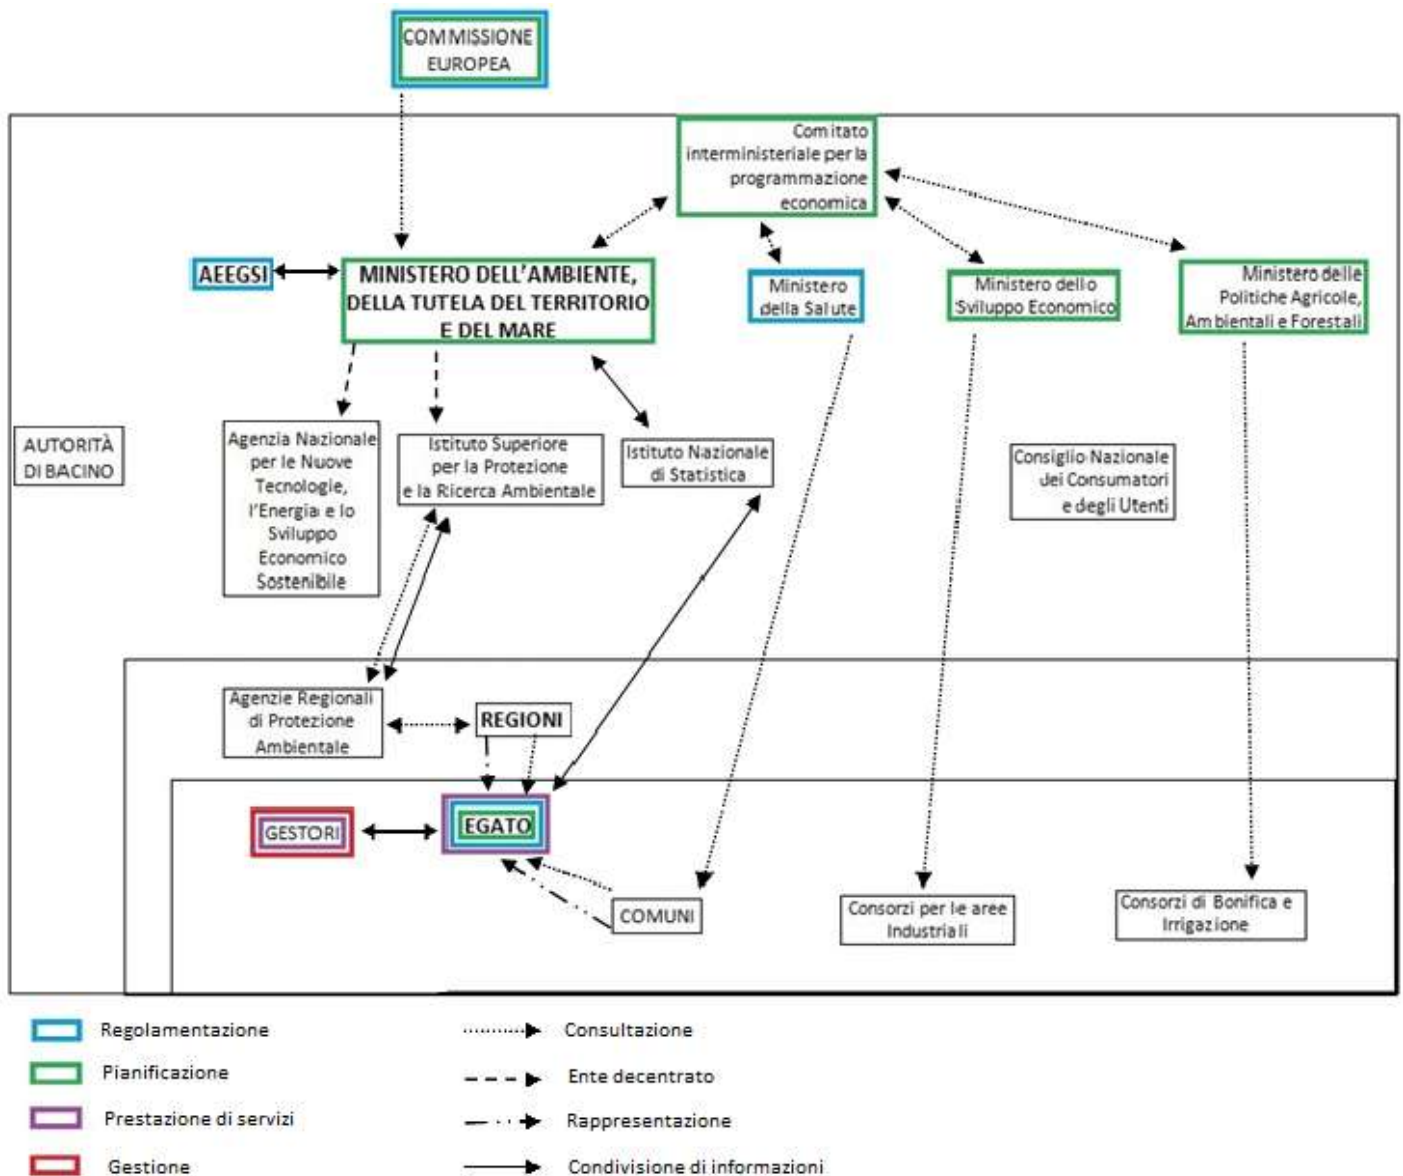 COMMISSIONE
EUROPEA
Comitato
interministeriale per la
programmazione
economica
AEEGSI
MINISTERO DELL'AMBIENTE,
DELLA TUTELA DEL TERRITORIO
E DEL MARE
Ministero
della Salute
Ministero dello
Sviluppo Economico
Ministero delle
Politiche Agricole,
Ambientali e Forestali
AUTORITÀ
DI BACINO
Agenzia Nazionale
per le Nuove
Tecnologie,
l'Energia e lo
Sviluppo
Economico
Sostenibile
Istituto Superiore
per la Protezione
e la Ricerca Ambientale
Istituto Nazionale
di Statistica
Consiglio Nazionale
dei Consumatori
e degli Utenti
Agenzie Regionali
di Protezione
Ambientale
REGIONI
GESTORI
EGATO
COMUNI
Consorzi per le aree
Industriali
Consorzi di Bonifica e
Irrigazione
Regolamentazione
Pianificazione
Prestazione di servizi
Gestione
Consultazione
Ente decentrato
Rappresentazione
Condivisione di informazioni